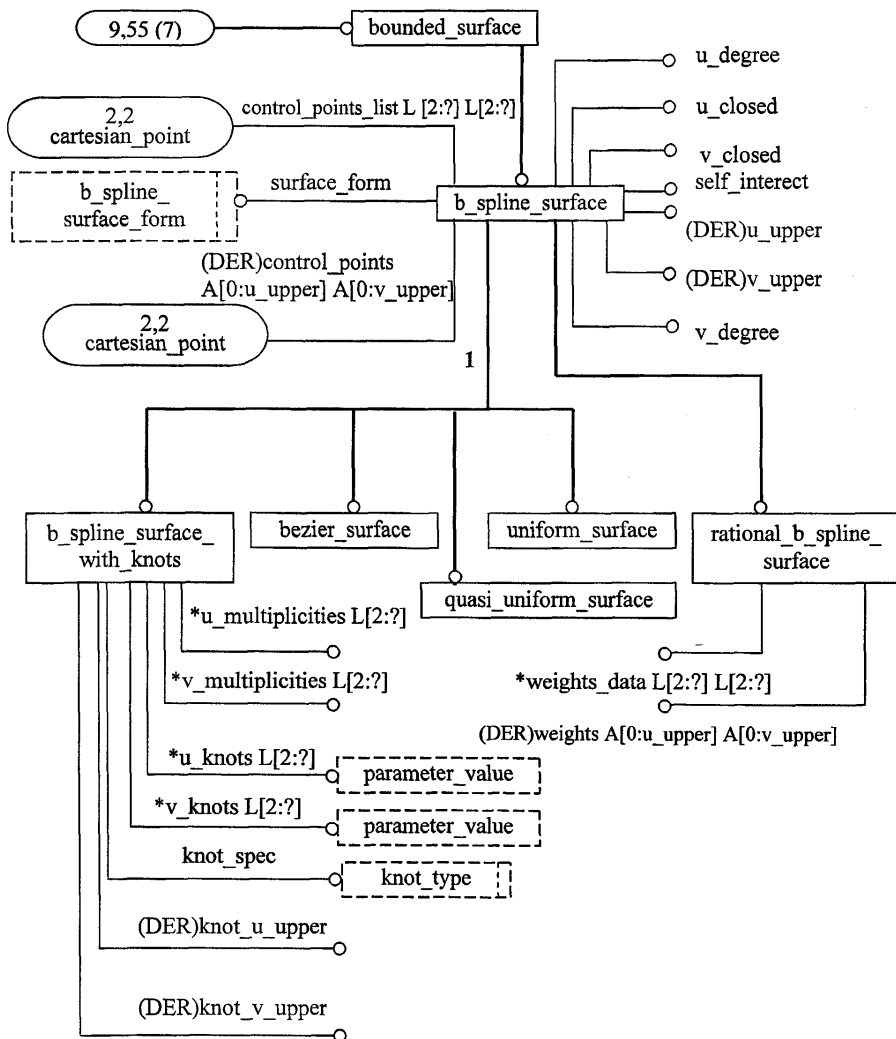 9,55 (7)
bounded_surface
u_degree
2,2
cartesian_point
control_points_list L [2:?] L[2:?]
u_closed
v_closed
b_spline_
surface_form
surface_form
b_spline_surface
self_interect
(DER)u_upper
(DER)control_points
A[0:u_upper] A[0:v_upper]
(DER)v_upper
2,2
cartesian_point
v_degree
1
b_spline_surface_
with_knots
bezier_surface
uniform_surface
rational_b_spline_
surface
quasi_uniform_surface
*u_multiplicities L[2:?]
*v_multiplicities L[2:?]
*weights_data L[2:?] L[2:?]
(DER)weights A[0:u_upper] A[0:v_upper]
*u_knots L[2:?]
parameter_value
*v_knots L[2:?]
parameter_value
knot_spec
knot_type
(DER)knot_u_upper
(DER)knot_v_upper